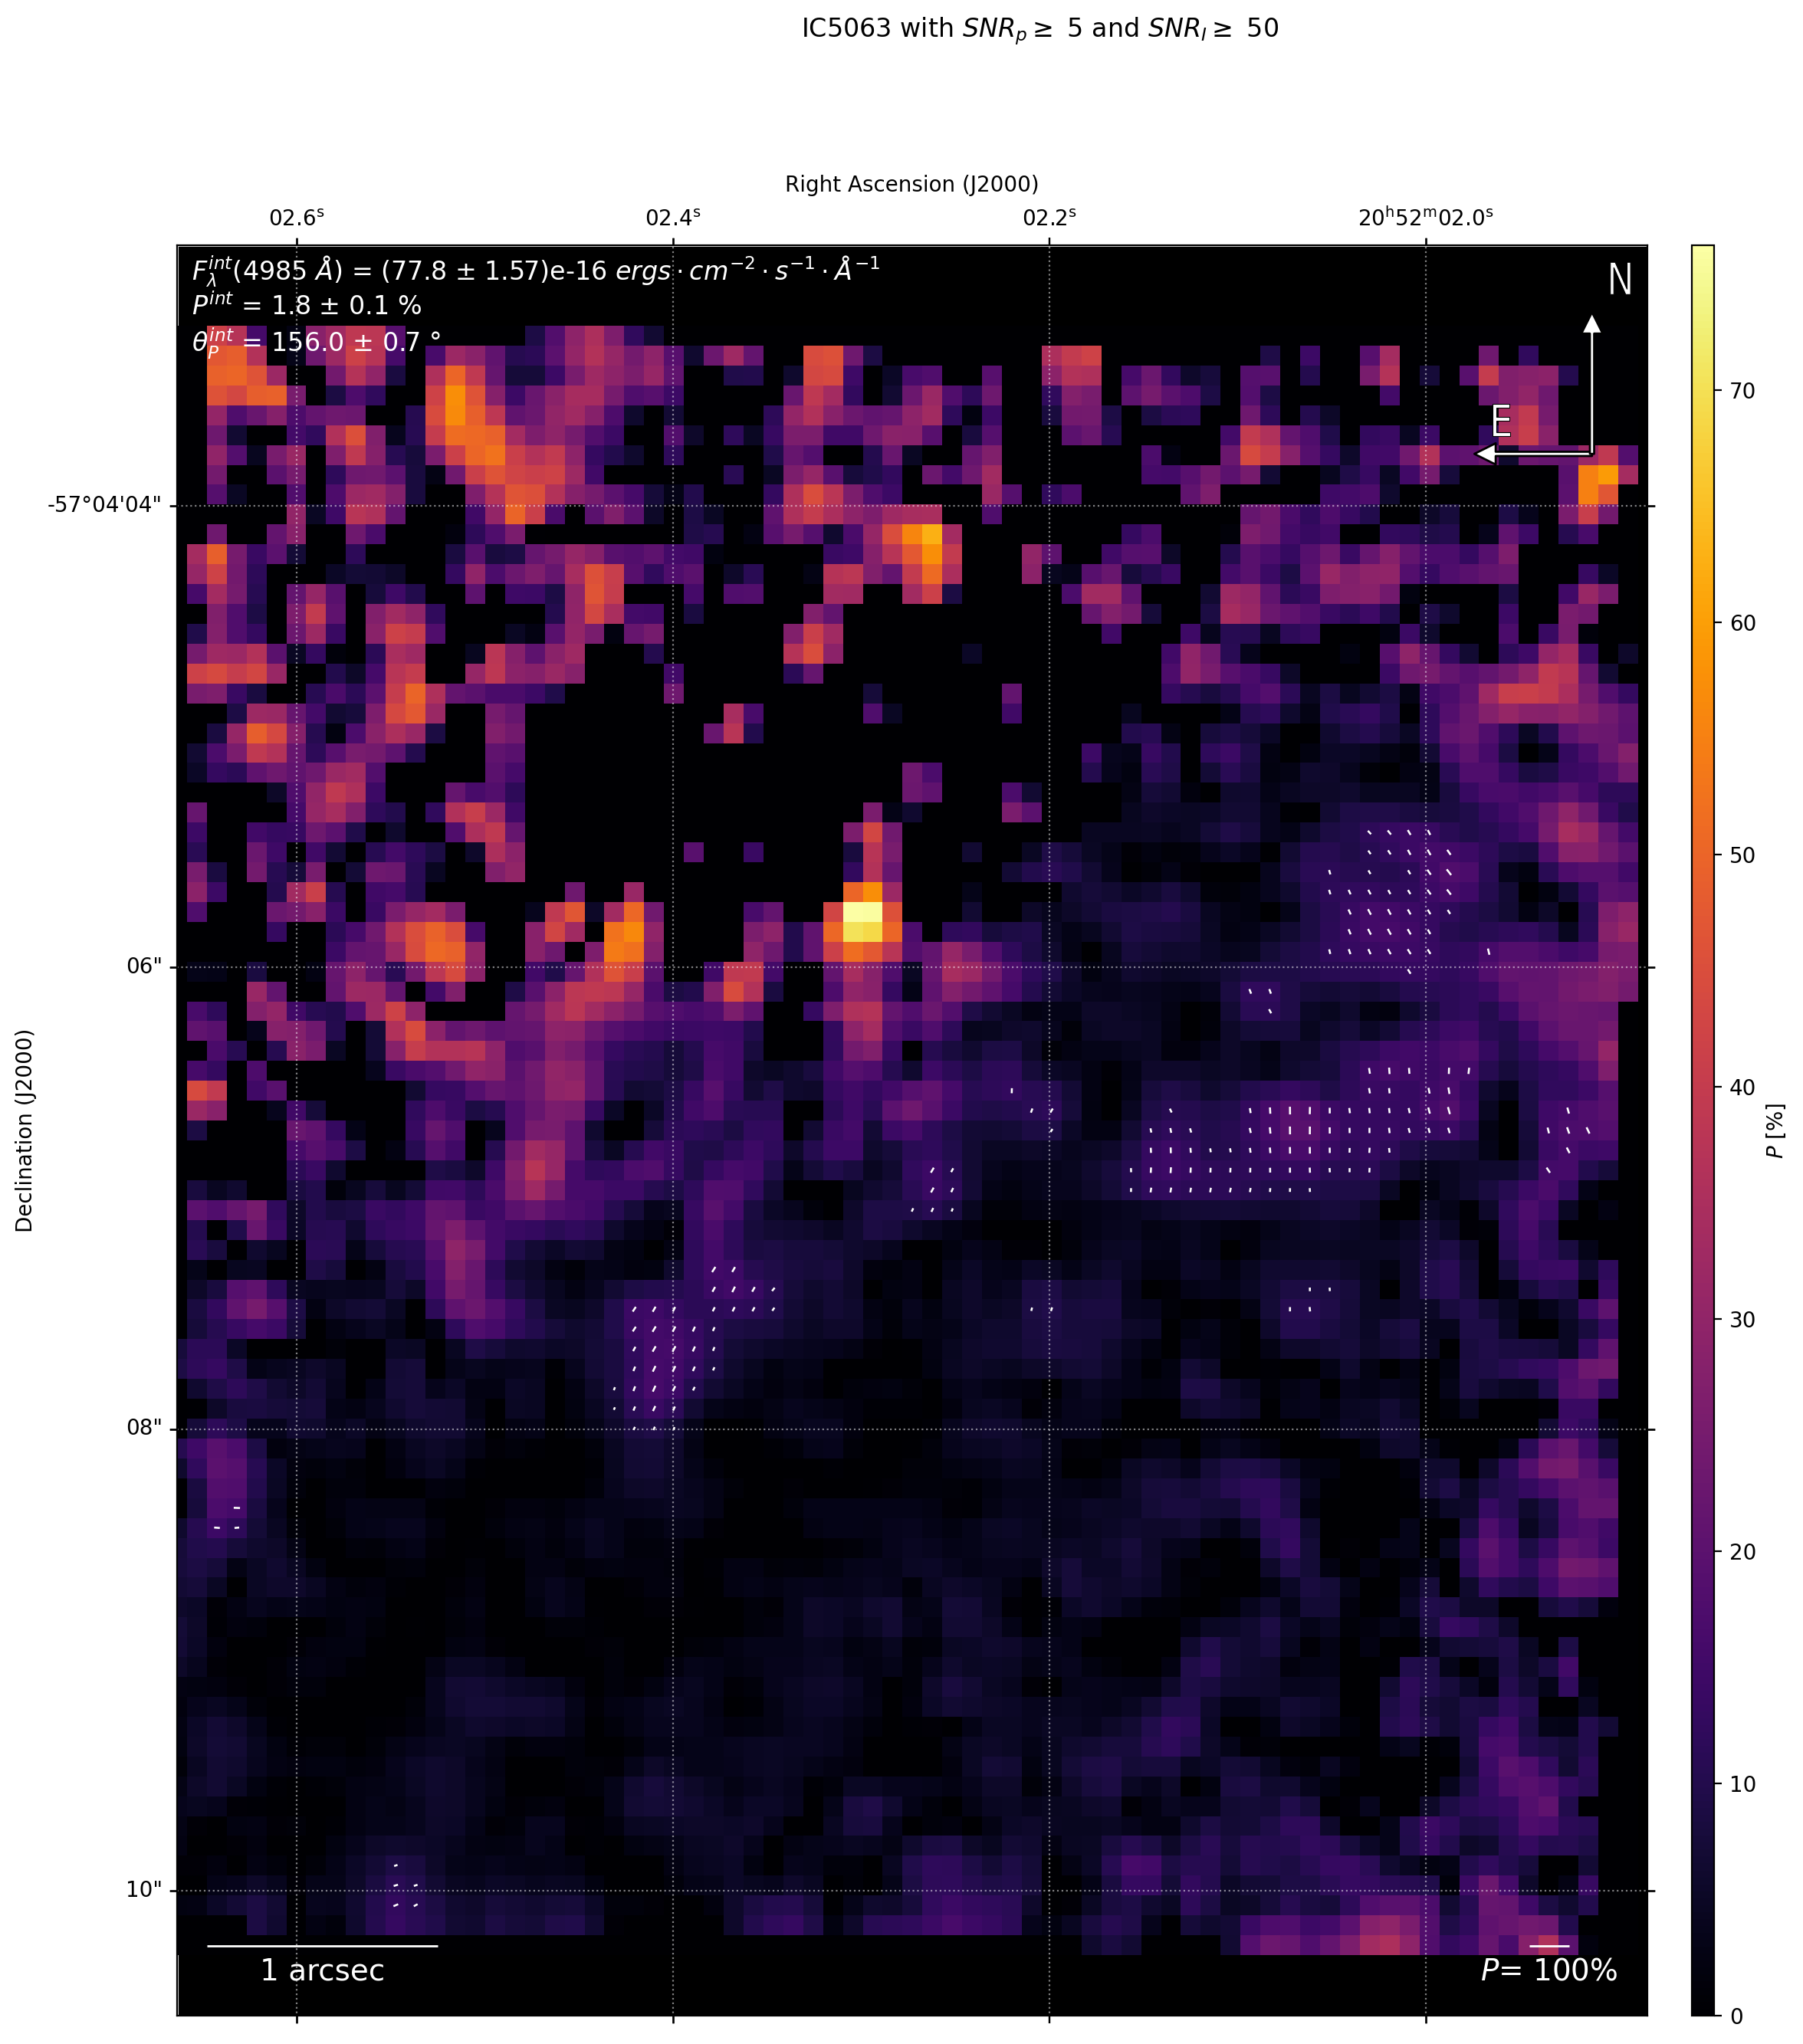 IC5063 with SNR_p ≥ 5 and SNR_I ≥ 50
Right Ascension (J2000)
02.6ˢ 02.4ˢ 02.2ˢ 20ʰ52ᵐ02.0ˢ
F_λ^int(4985 Å) = (77.8 ± 1.57)e-16 ergs · cm⁻² · s⁻¹ · Å⁻¹
P^int = 1.8 ± 0.1 %
θ_P^int = 156.0 ± 0.7 °
N
E
-57°04'04"
06"
08"
10"
Declination (J2000)
1 arcsec
P= 100%
70
60
50
40
30
20
10
0
P [%]